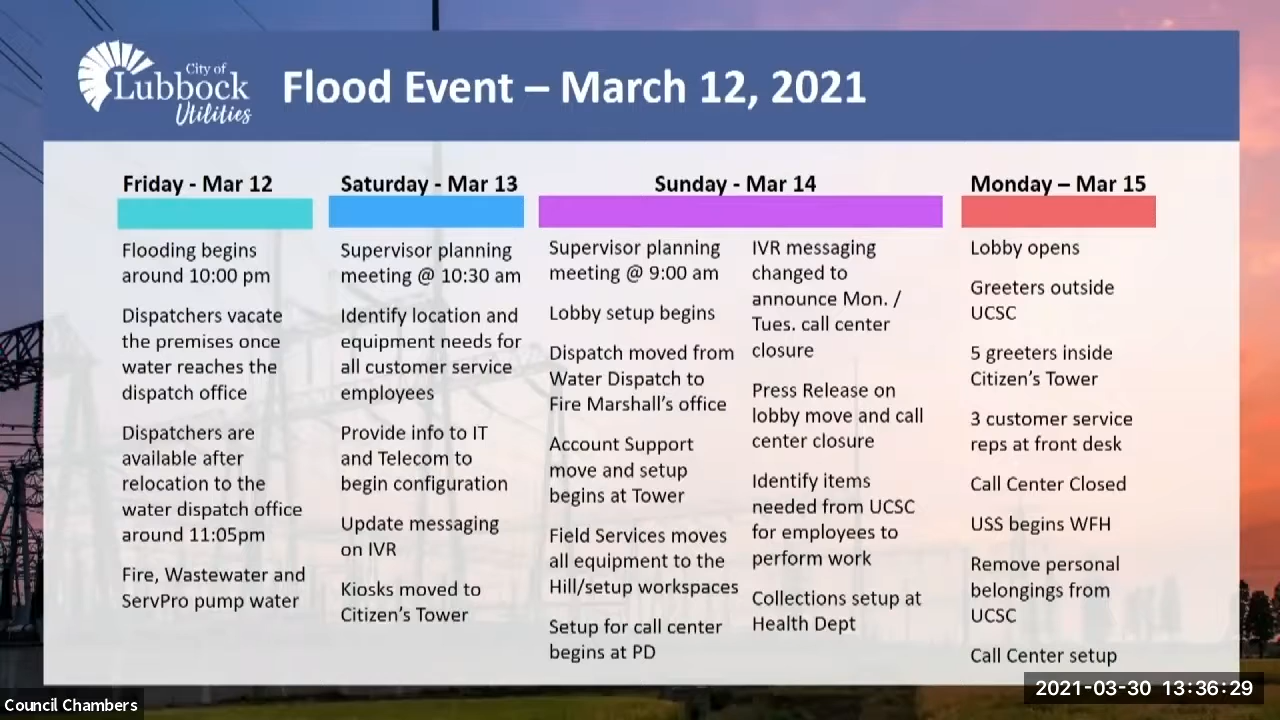 City of
Lubbock
Utilities
Flood Event – March 12, 2021
Friday - Mar 12
Flooding begins
around 10:00 pm
Dispatchers vacate
the premises once
water reaches the
dispatch office
Dispatchers are
available after
relocation to the
water dispatch office
around 11:05pm
Fire, Wastewater and
ServPro pump water
Saturday - Mar 13
Supervisor planning
meeting @ 10:30 am
Identify location and
equipment needs for
all customer service
employees
Provide info to IT
and Telecom to
begin configuration
Update messaging
on IVR
Kiosks moved to
Citizen's Tower
Sunday - Mar 14
Supervisor planning
meeting @ 9:00 am
Lobby setup begins
Dispatch moved from
Water Dispatch to
Fire Marshall's office
Account Support
move and setup
begins at Tower
Field Services moves
all equipment to the
Hill/setup workspaces
Setup for call center
begins at PD
IVR messaging
changed to
announce Mon. /
Tues. call center
closure
Press Release on
lobby move and call
center closure
Identify items
needed from UCSC
for employees to
perform work
Collections setup at
Health Dept
Monday – Mar 15
Lobby opens
Greeters outside
UCSC
5 greeters inside
Citizen's Tower
3 customer service
reps at front desk
Call Center Closed
USS begins WFH
Remove personal
belongings from
UCSC
Call Center setup
2021-03-30 13:36:29
Council Chambers